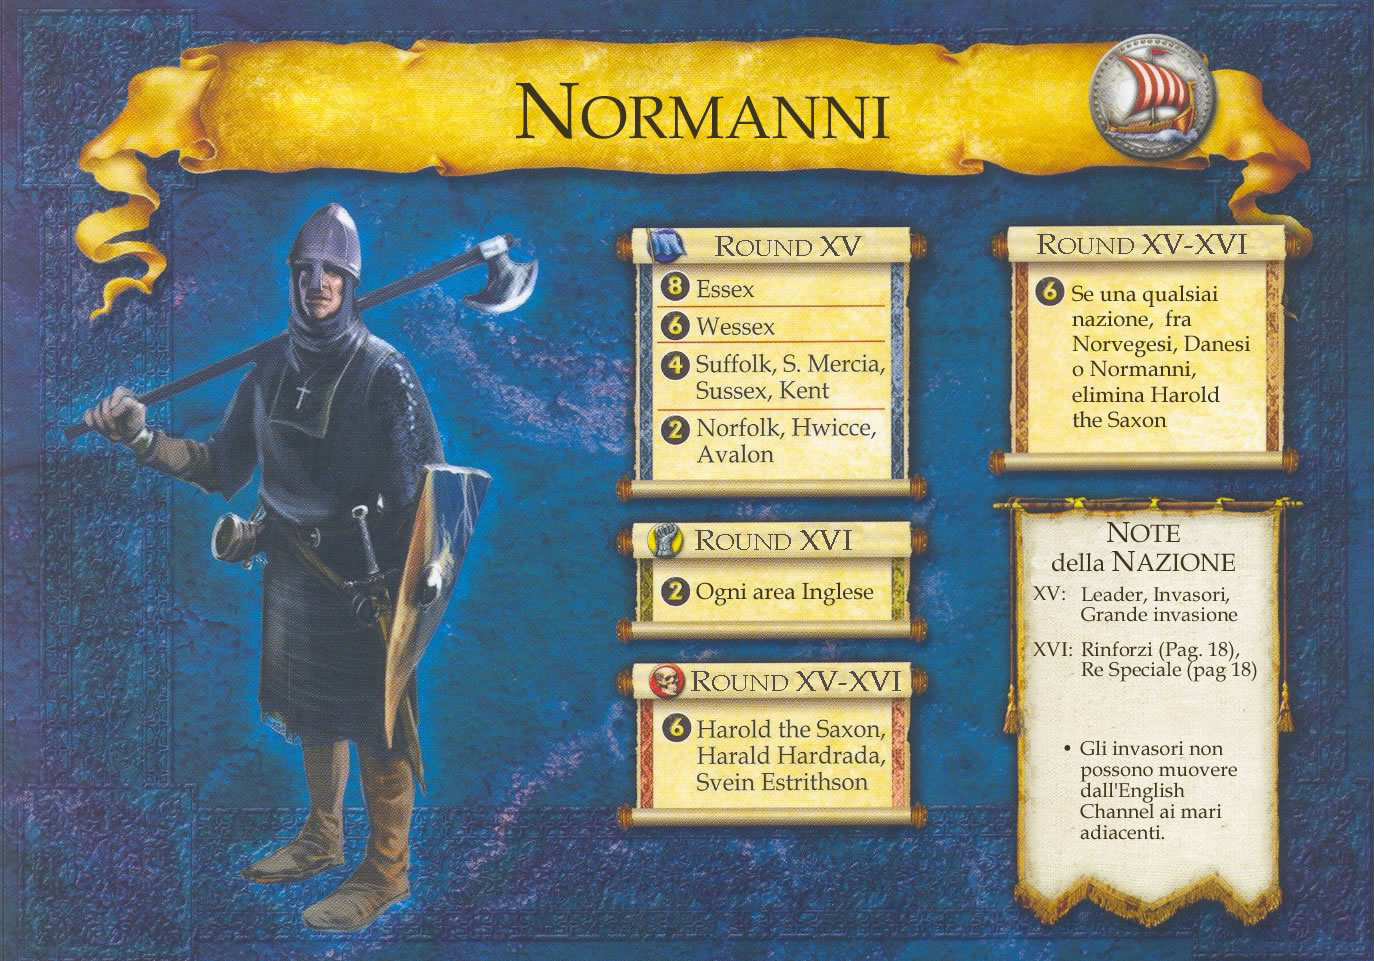 NORMANNI
ROUND XV
8 Essex
6 Wessex
4 Suffolk, S. Mercia,
Sussex, Kent
2 Norfolk, Hwicce,
Avalon
ROUND XVI
2 Ogni area Inglese
ROUND XV-XVI
6 Harold the Saxon,
Harald Hardrada,
Svein Estrithson
ROUND XV-XVI
6 Se una qualsiai
nazione, fra
Norvegesi, Danesi
o Normanni,
elimina Harold
the Saxon
NOTE
della NAZIONE
XV: Leader, Invasori,
Grande invasione
XVI: Rinforzi (Pag. 18),
Re Speciale (pag 18)
• Gli invasori non
possono muovere
dall'English
Channel ai mari
adiacenti.